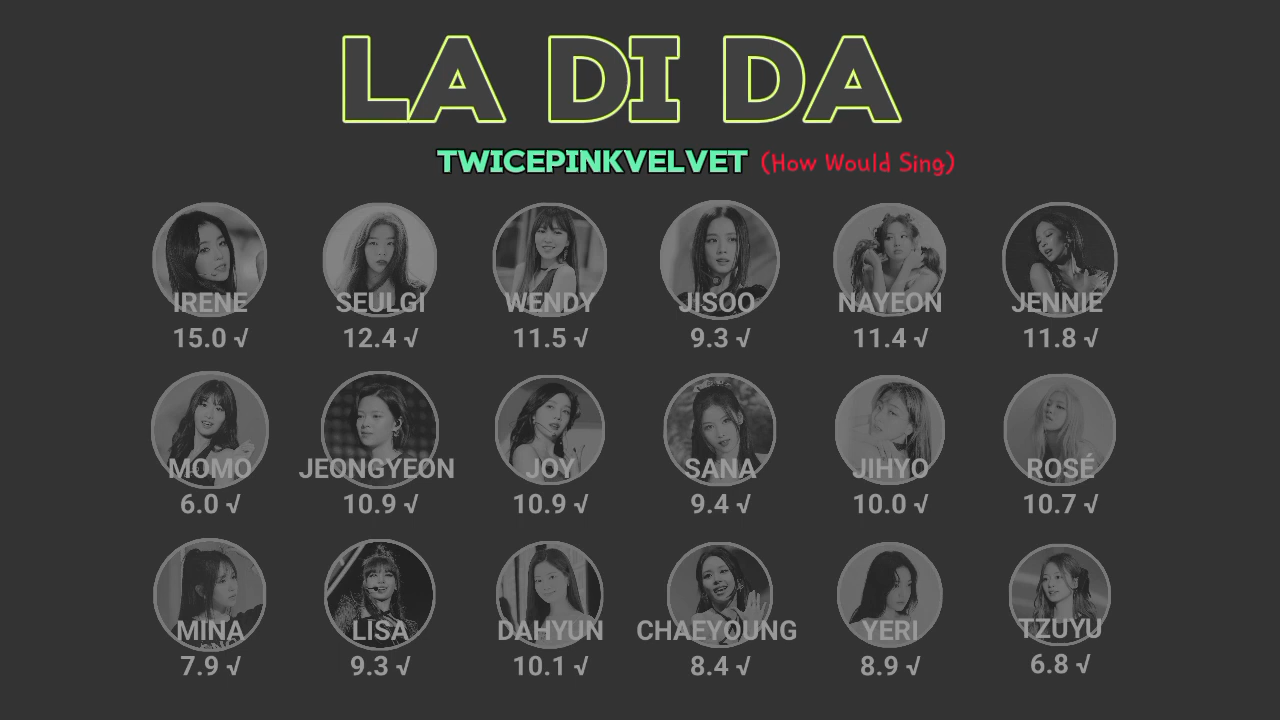 LA DI DA
TWICEPINKVELVET (How Would Sing)
IRENE SEULGI WENDY JISOO NAYEON JENNIE
15.0 √ 12.4 √ 11.5 √ 9.3 √ 11.4 √ 11.8 √
MOMO JEONGYEON JOY SANA JIHYO ROSÉ
6.0 √ 10.9 √ 10.9 √ 9.4 √ 10.0 √ 10.7 √
MINA LISA DAHYUN CHAEYOUNG YERI TZUYU
7.9 √ 9.3 √ 10.1 √ 8.4 √ 8.9 √ 6.8 √